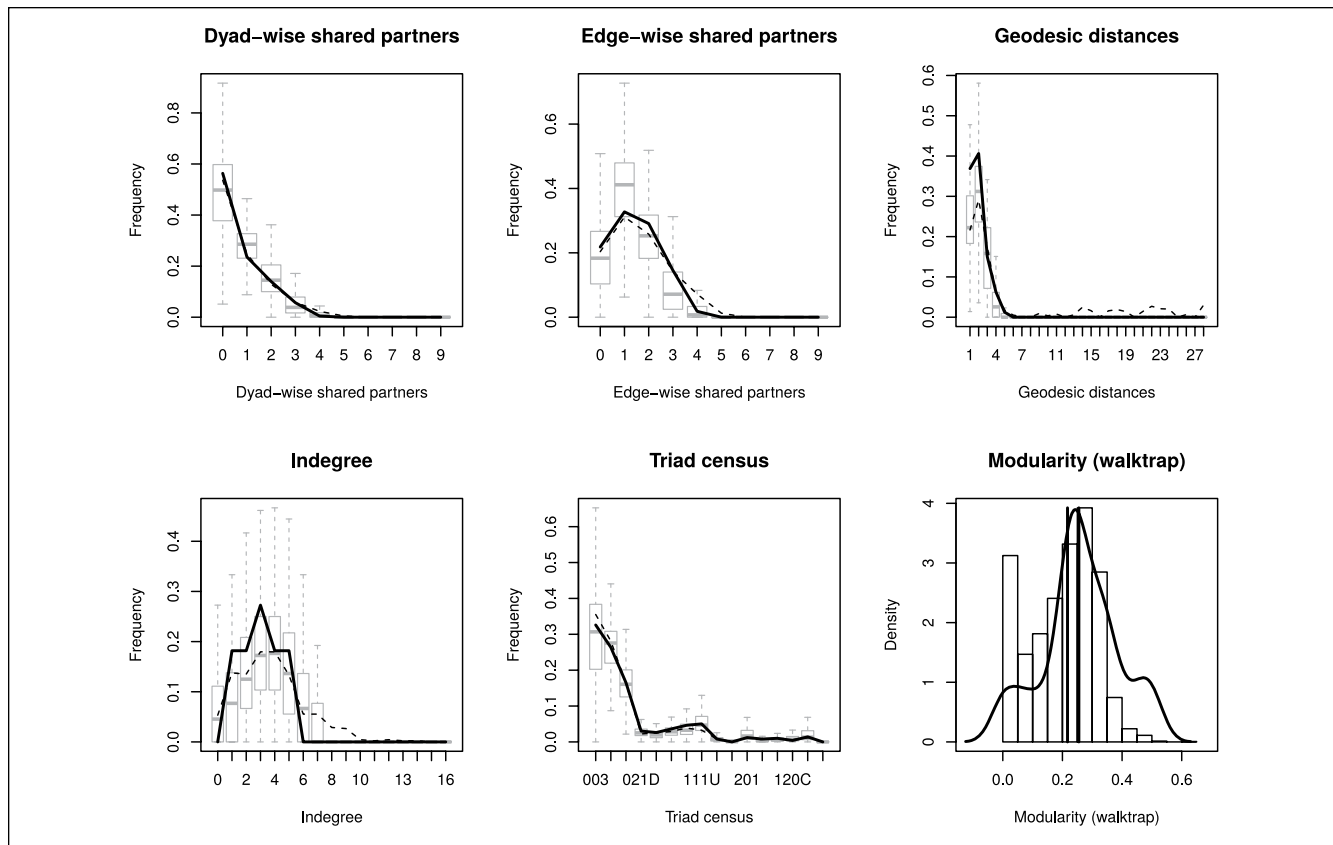 Dyad−wise shared partners
Frequency
0.0 0.2 0.4 0.6 0.8
0 1 2 3 4 5 6 7 8 9
Dyad−wise shared partners
Edge−wise shared partners
Frequency
0.0 0.2 0.4 0.6
0 1 2 3 4 5 6 7 8 9
Edge−wise shared partners
Geodesic distances
Frequency
0.0 0.1 0.2 0.3 0.4 0.5 0.6
1 4 7 11 15 19 23 27
Geodesic distances
Indegree
Frequency
0.0 0.1 0.2 0.3 0.4
0 2 4 6 8 10 13 16
Indegree
Triad census
Frequency
0.0 0.1 0.2 0.3 0.4 0.5 0.6
003 021D 111U 201 120C
Triad census
Modularity (walktrap)
Density
0 1 2 3 4
0.0 0.2 0.4 0.6
Modularity (walktrap)